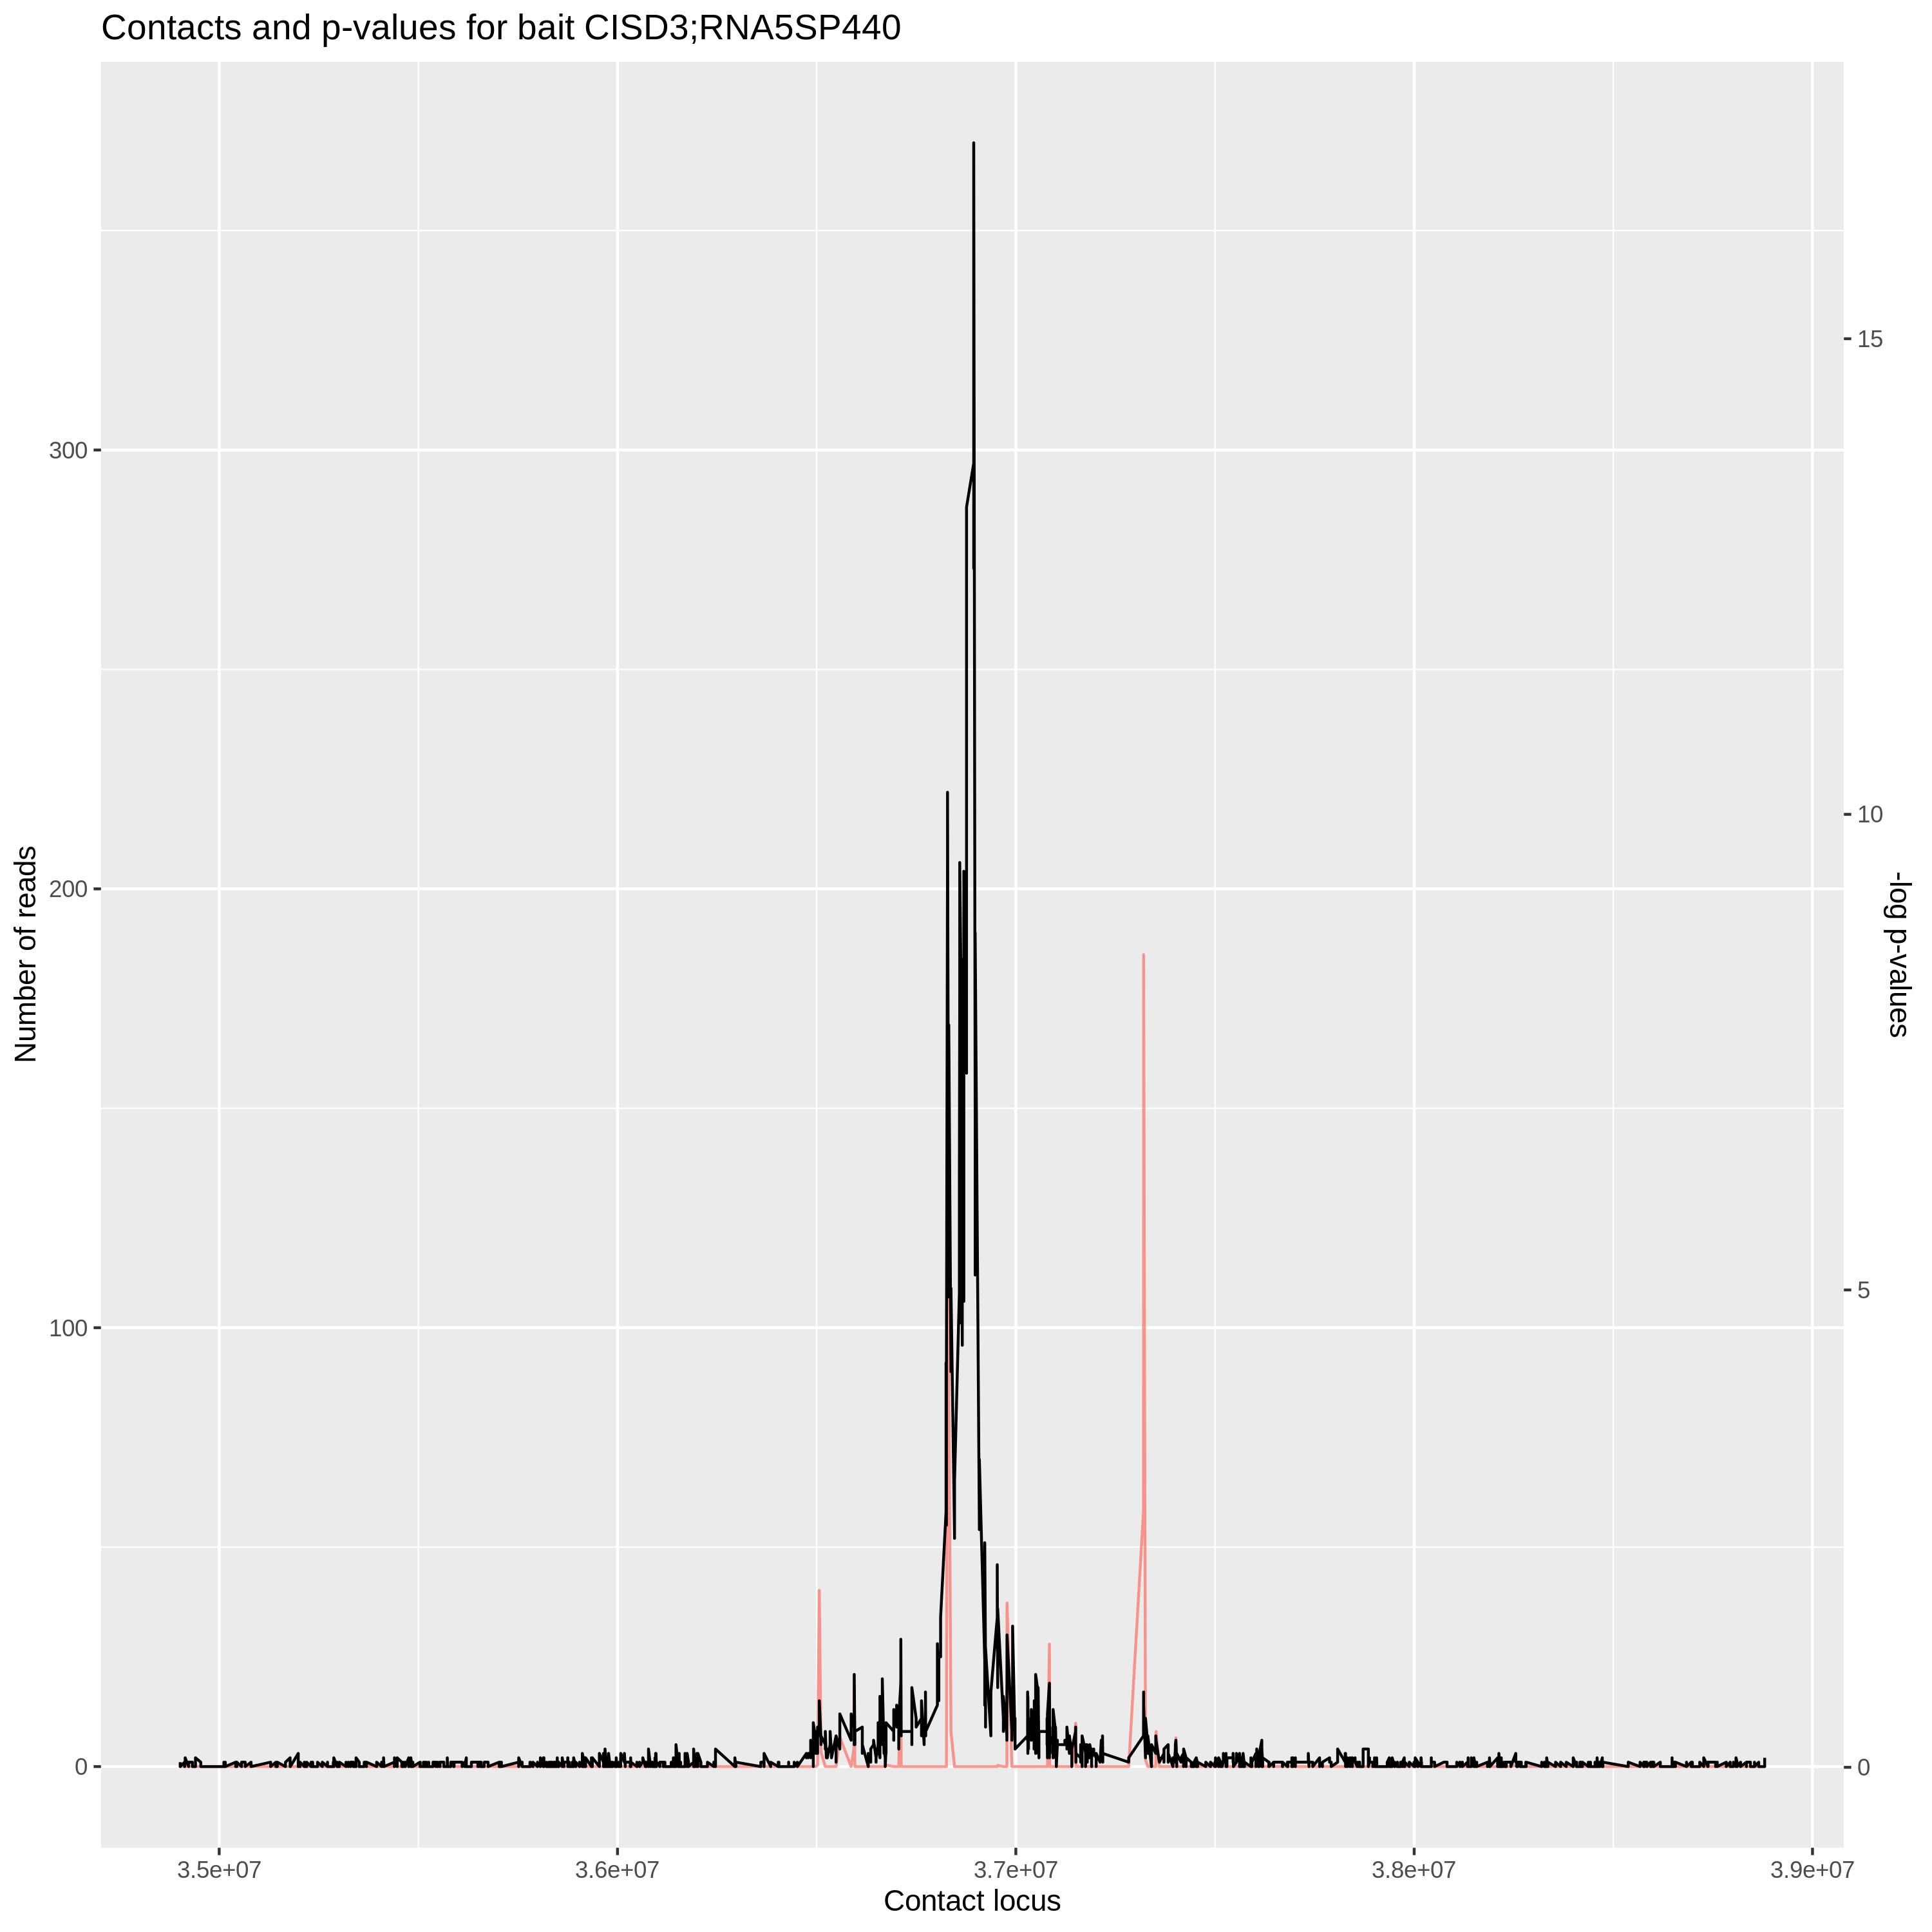 Contacts and p-values for bait CISD3;RNA5SP440
Number of reads
300
200
100
0
15
10
5
0
-log p-values
3.5e+07 3.6e+07 3.7e+07 3.8e+07 3.9e+07
Contact locus